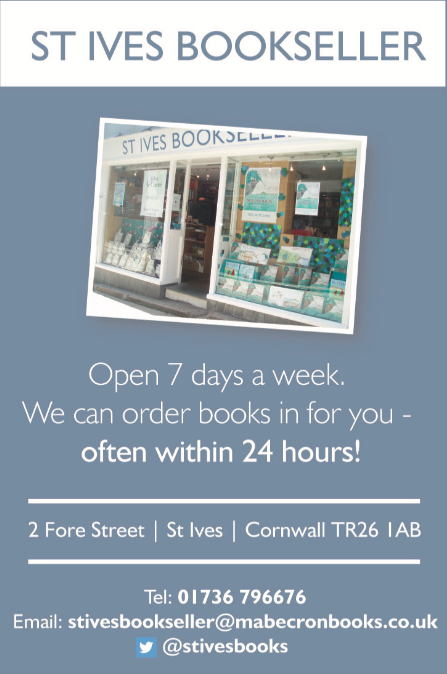 ST IVES BOOKSELLER
ST IVES BOOKSELLE
Open 7 days a week.
We can order books in for you -
often within 24 hours!
2 Fore Street | St Ives | Cornwall TR26 1AB
Tel: 01736 796676
Email: stivesbookseller@mabecronbooks.co.uk
@stivesbooks